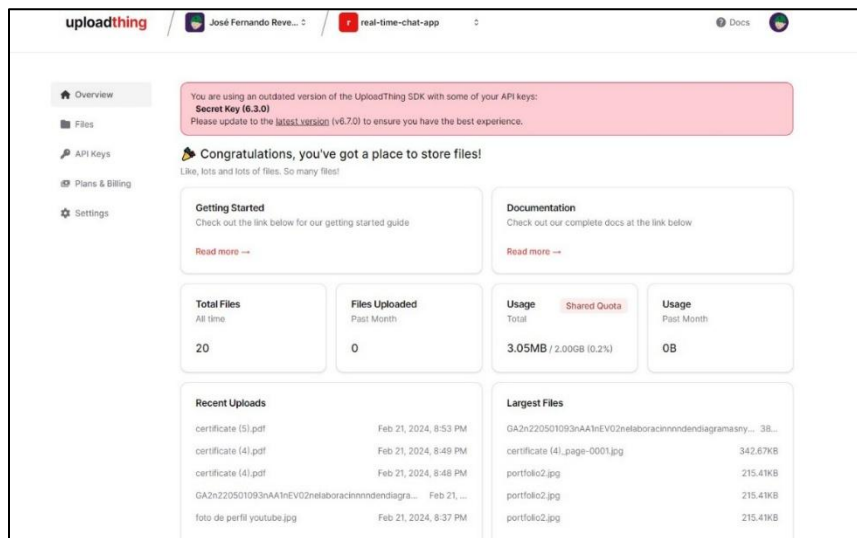 uploadthing
José Fernando Reve...
r real-time-chat-app
Docs
Overview
Files
API Keys
Plans & Billing
Settings
You are using an outdated version of the UploadThing SDK with some of your API keys:
Secret Key (6.3.0)
Please update to the latest version (v6.7.0) to ensure you have the best experience.
Congratulations, you've got a place to store files!
Like, lots and lots of files. So many files!
Getting Started
Check out the link below for our getting started guide
Read more →
Documentation
Check out our complete docs at the link below
Read more →
Total Files
All time
20
Files Uploaded
Past Month
0
Usage Shared Quota
Total
3.05MB / 2.00GB (0.2%)
Usage
Past Month
0B
Recent Uploads
certificate (5).pdf Feb 21, 2024, 8:53 PM
certificate (4).pdf Feb 21, 2024, 8:49 PM
certificate (4).pdf Feb 21, 2024, 8:48 PM
GA2n220501093nAA1nEV02nelaboracinnnndendiagra... Feb 21, ...
foto de perfil youtube.jpg Feb 21, 2024, 8:37 PM
Largest Files
GA2n220501093nAA1nEV02nelaboracinnnndendiagramasny... 38...
certificate (4)_page-0001.jpg 342.67KB
portfolio2.jpg 215.41KB
portfolio2.jpg 215.41KB
portfolio2.jpg 215.41KB